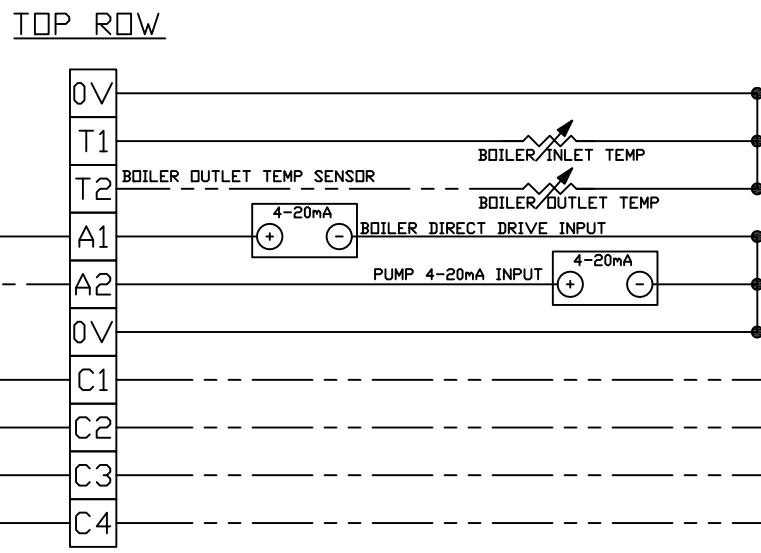 TOP ROW
0V
T1
BOILER INLET TEMP
T2
BOILER OUTLET TEMP SENSOR
BOILER OUTLET TEMP
4-20mA
A1
+ -
BOILER DIRECT DRIVE INPUT
4-20mA
A2
PUMP 4-20mA INPUT
+ -
0V
C1
C2
C3
C4